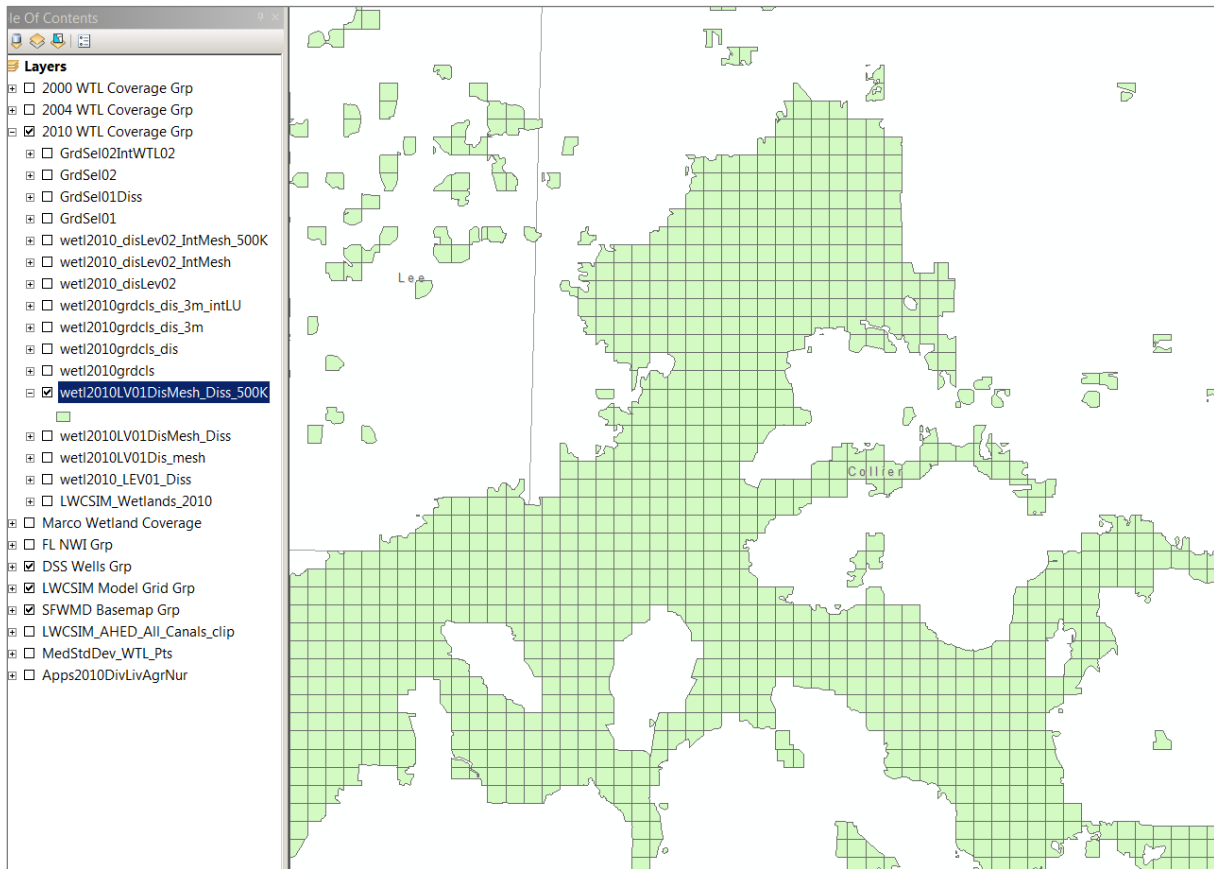 le Of Contents
Layers
2000 WTL Coverage Grp
2004 WTL Coverage Grp
2010 WTL Coverage Grp
GrdSel02IntWTL02
GrdSel02
GrdSel01Diss
GrdSel01
wetl2010_disLev02_IntMesh_500K
wetl2010_disLev02_IntMesh
wetl2010_disLev02
wetl2010grdcls_dis_3m_intLU
wetl2010grdcls_dis_3m
wetl2010grdcls_dis
wetl2010grdcls
wetl2010LV01DisMesh_Diss_500K
wetl2010LV01DisMesh_Diss
wetl2010LV01Dis_mesh
wetl2010_LEV01_Diss
LWCSIM_Wetlands_2010
Marco Wetland Coverage
FL NWI Grp
DSS Wells Grp
LWCSIM Model Grid Grp
SFWMD Basemap Grp
LWCSIM_AHED_All_Canals_clip
MedStdDev_WTL_Pts
Apps2010DivLivAgrNur
Lee
Collier